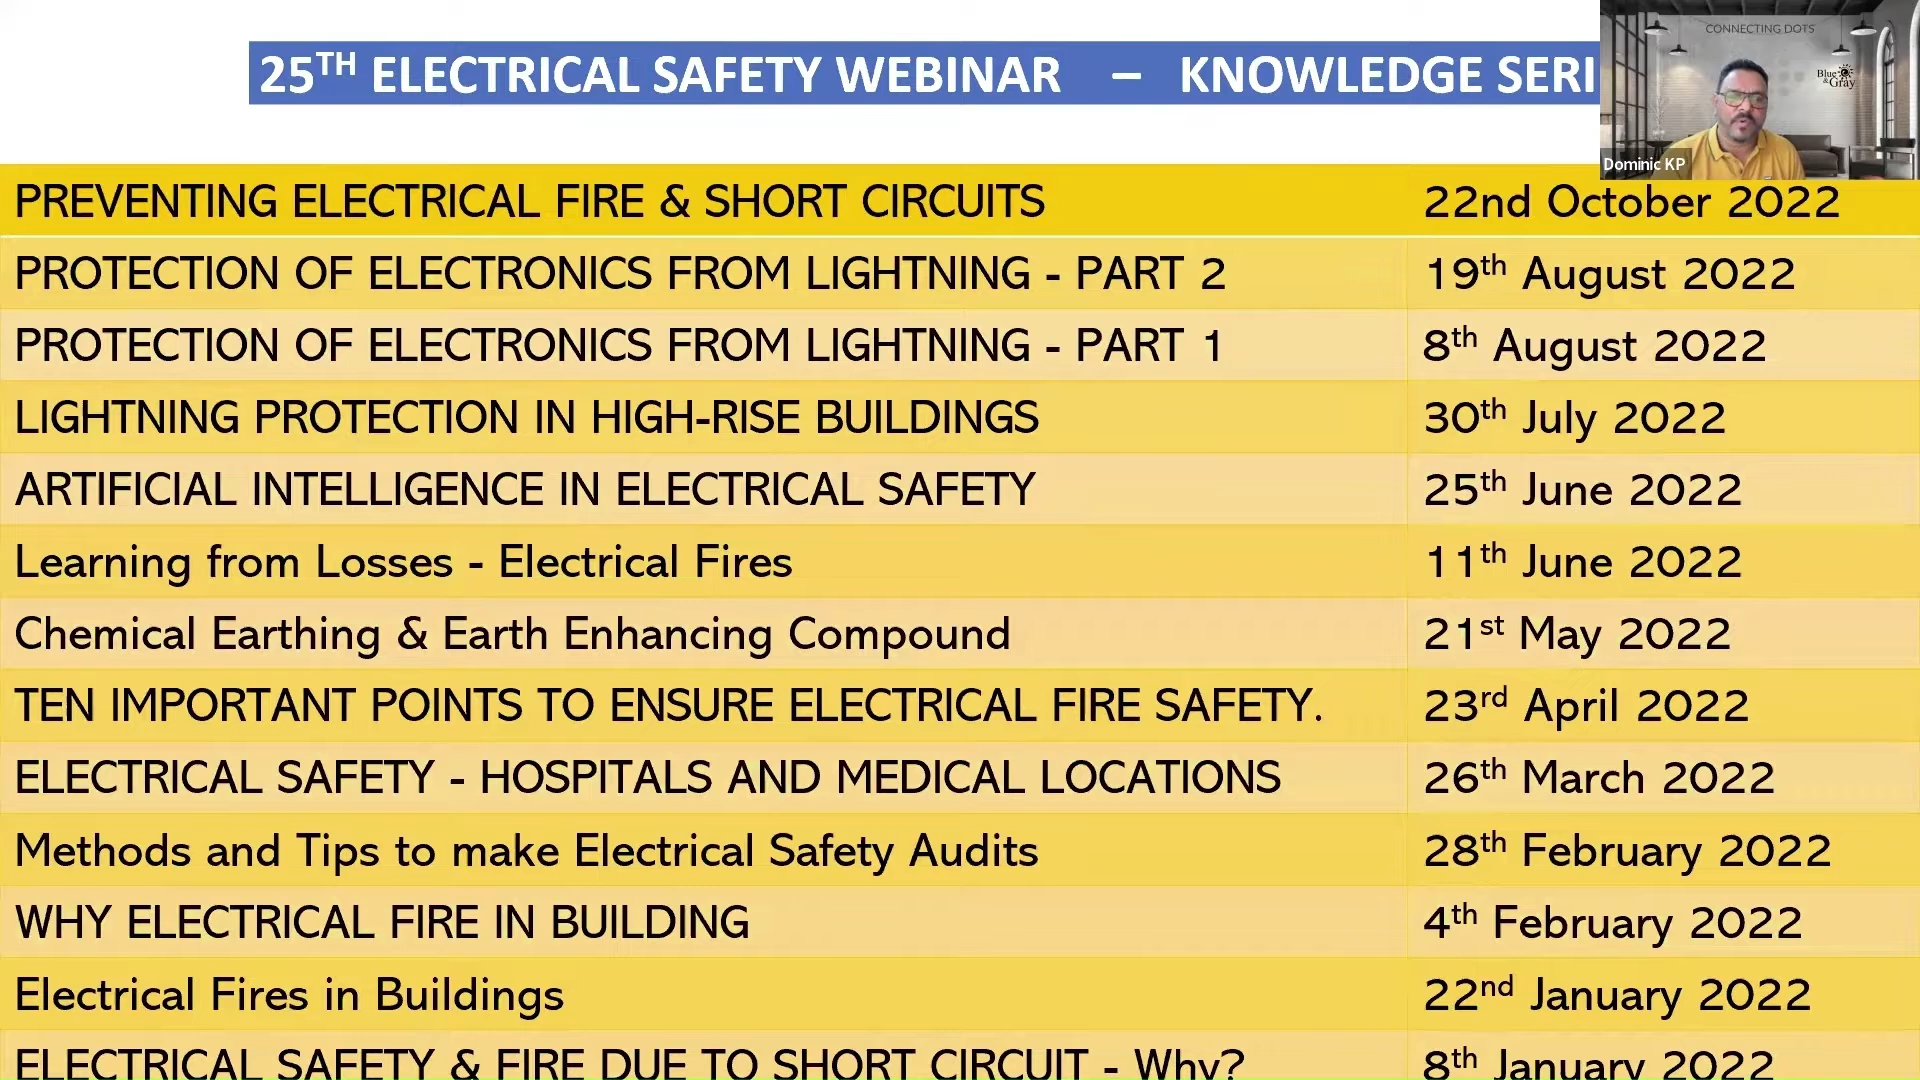 25TH ELECTRICAL SAFETY WEBINAR – KNOWLEDGE SERI
CONNECTING DOTS
Blue & Gray
Dominic KP
PREVENTING ELECTRICAL FIRE & SHORT CIRCUITS 22nd October 2022
PROTECTION OF ELECTRONICS FROM LIGHTNING - PART 2 19th August 2022
PROTECTION OF ELECTRONICS FROM LIGHTNING - PART 1 8th August 2022
LIGHTNING PROTECTION IN HIGH-RISE BUILDINGS 30th July 2022
ARTIFICIAL INTELLIGENCE IN ELECTRICAL SAFETY 25th June 2022
Learning from Losses - Electrical Fires 11th June 2022
Chemical Earthing & Earth Enhancing Compound 21st May 2022
TEN IMPORTANT POINTS TO ENSURE ELECTRICAL FIRE SAFETY. 23rd April 2022
ELECTRICAL SAFETY - HOSPITALS AND MEDICAL LOCATIONS 26th March 2022
Methods and Tips to make Electrical Safety Audits 28th February 2022
WHY ELECTRICAL FIRE IN BUILDING 4th February 2022
Electrical Fires in Buildings 22nd January 2022
ELECTRICAL SAFETY & FIRE DUE TO SHORT CIRCUIT - Why? 8th January 2022